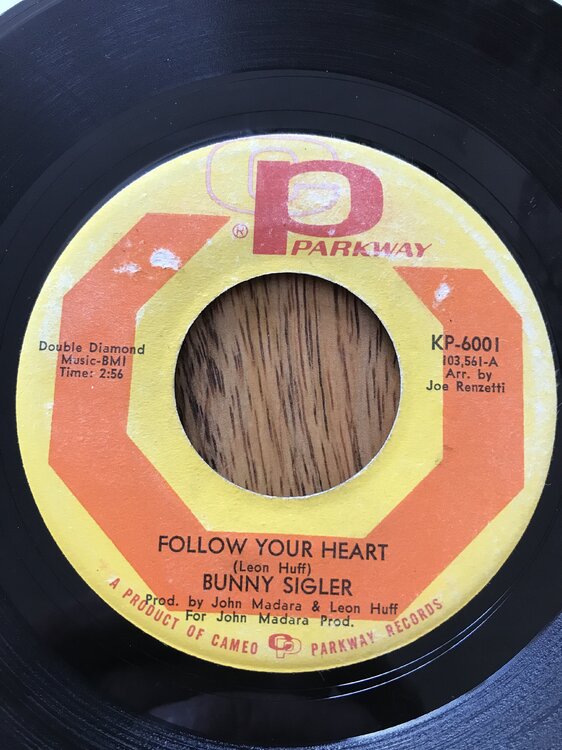 CP
®
PARKWAY
Double Diamond
Music-BMI
Time: 2:56
KP-6001
103,561-A
Arr. by
Joe Renzetti
FOLLOW YOUR HEART
(Leon Huff)
BUNNY SIGLER
Prod. by John Madara & Leon Huff
For John Madara Prod.
A PRODUCT OF CAMEO CP PARKWAY RECORDS